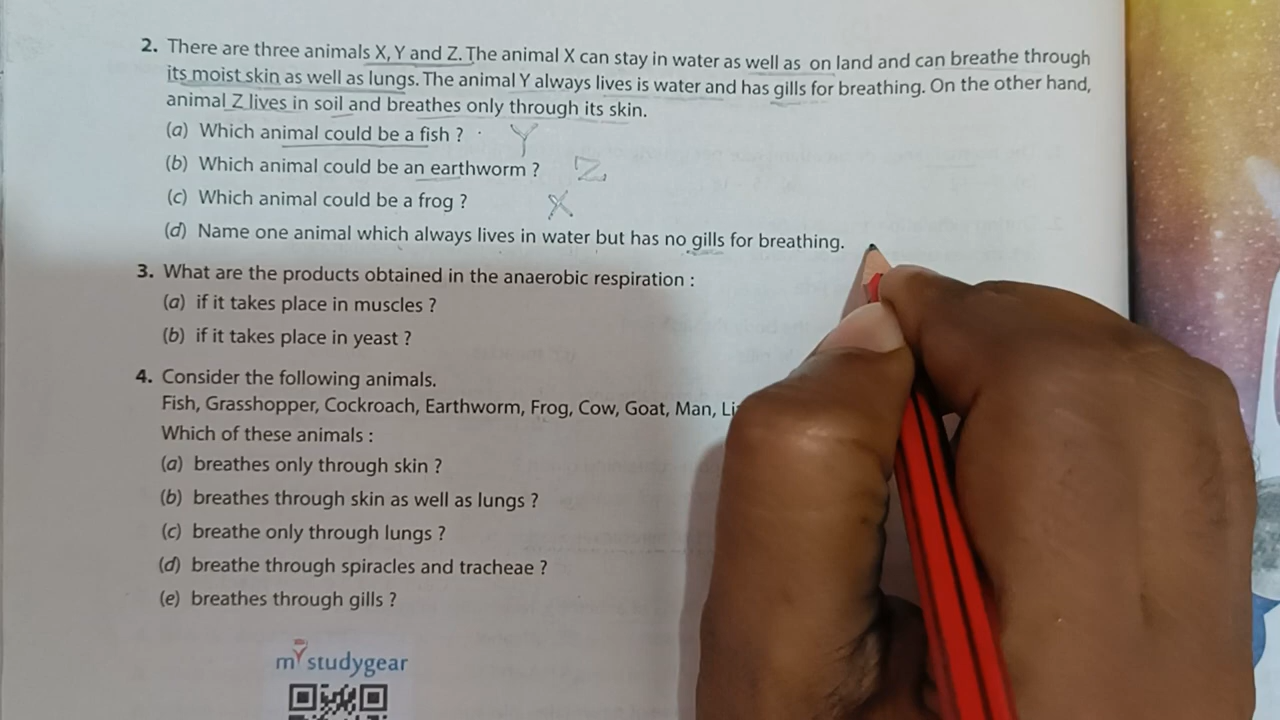 2. There are three animals X, Y and Z. The animal X can stay in water as well as on land and can breathe through
its moist skin as well as lungs. The animal Y always lives is water and has gills for breathing. On the other hand,
animal Z lives in soil and breathes only through its skin.
(a) Which animal could be a fish ? Y
(b) Which animal could be an earthworm ? Z
(c) Which animal could be a frog ? X
(d) Name one animal which always lives in water but has no gills for breathing.
3. What are the products obtained in the anaerobic respiration :
(a) if it takes place in muscles ?
(b) if it takes place in yeast ?
4. Consider the following animals.
Fish, Grasshopper, Cockroach, Earthworm, Frog, Cow, Goat, Man,
Which of these animals :
(a) breathes only through skin ?
(b) breathes through skin as well as lungs ?
(c) breathe only through lungs ?
(d) breathe through spiracles and tracheae ?
(e) breathes through gills ?
my studygear